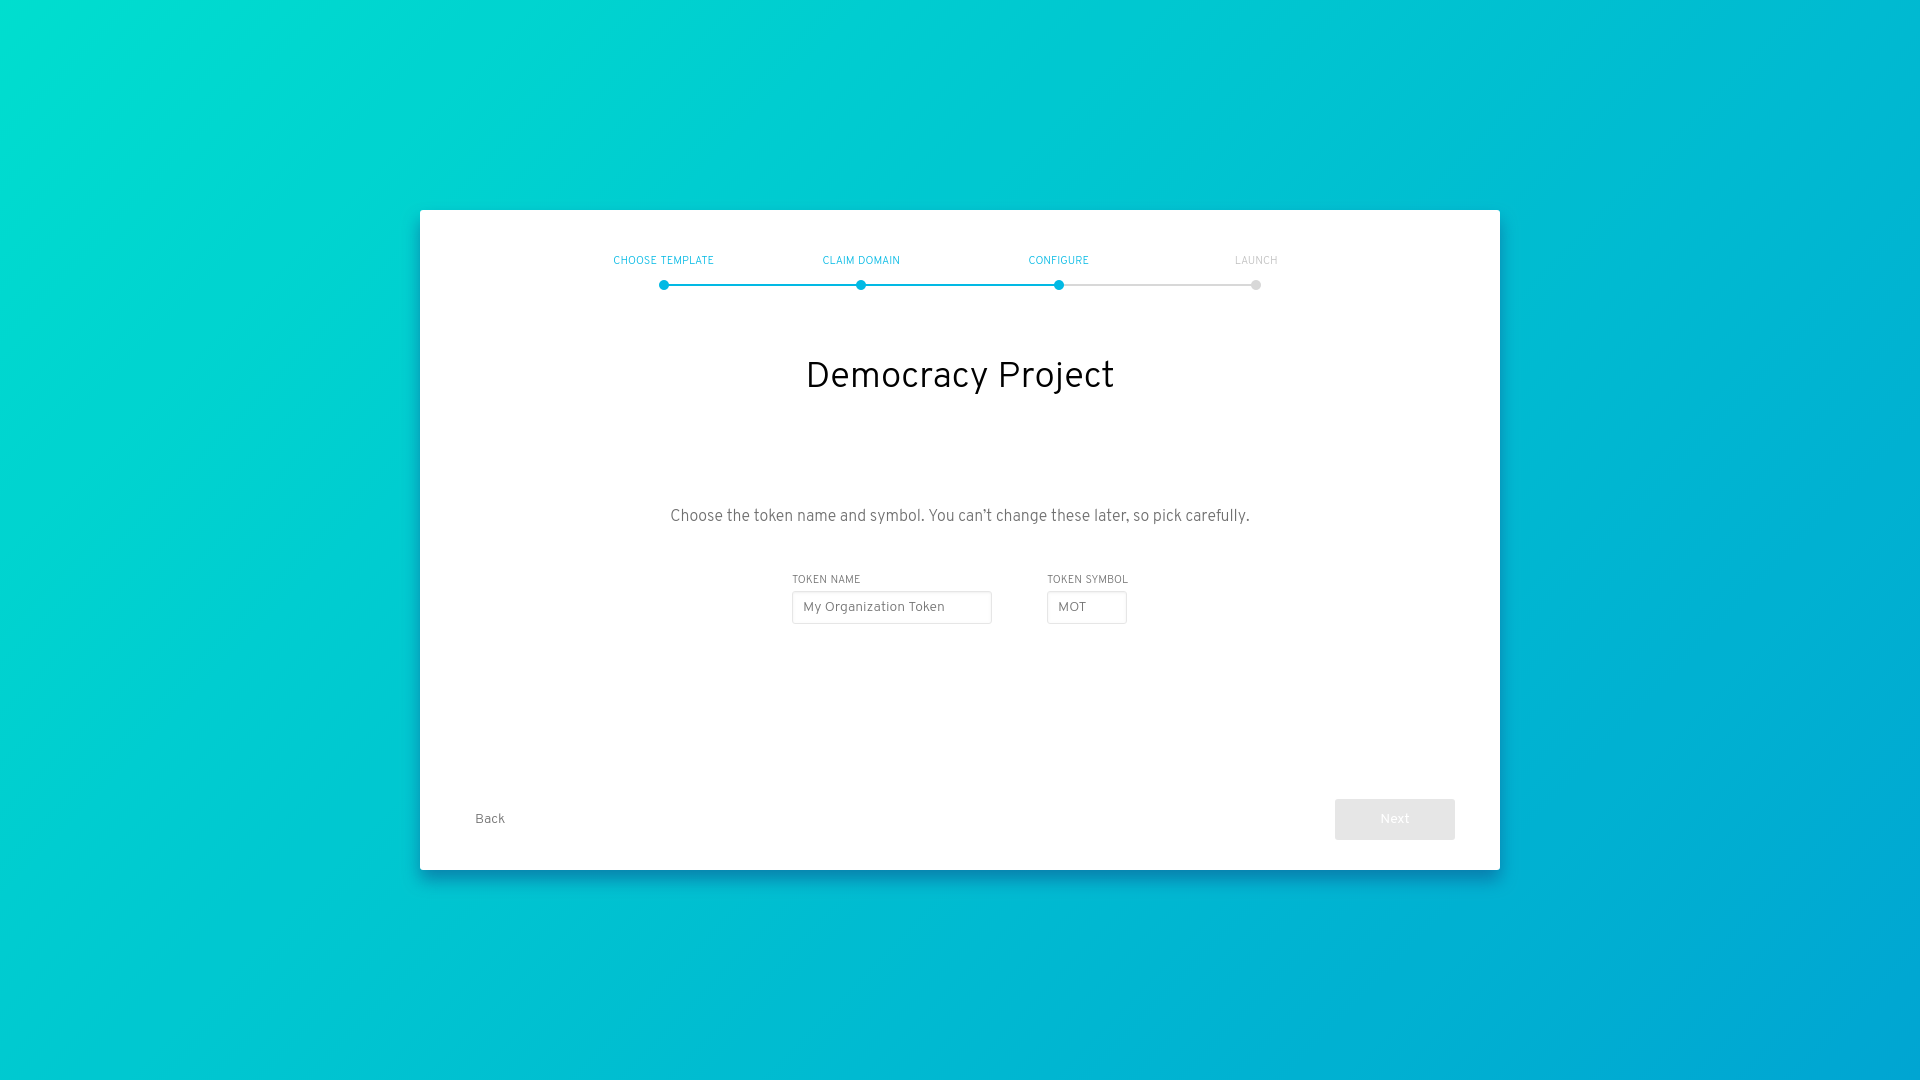 CHOOSE TEMPLATE
CLAIM DOMAIN
CONFIGURE
LAUNCH
Democracy Project
Choose the token name and symbol. You can’t change these later, so pick carefully.
TOKEN NAME
TOKEN SYMBOL
My Organization Token
MOT
Back
Next